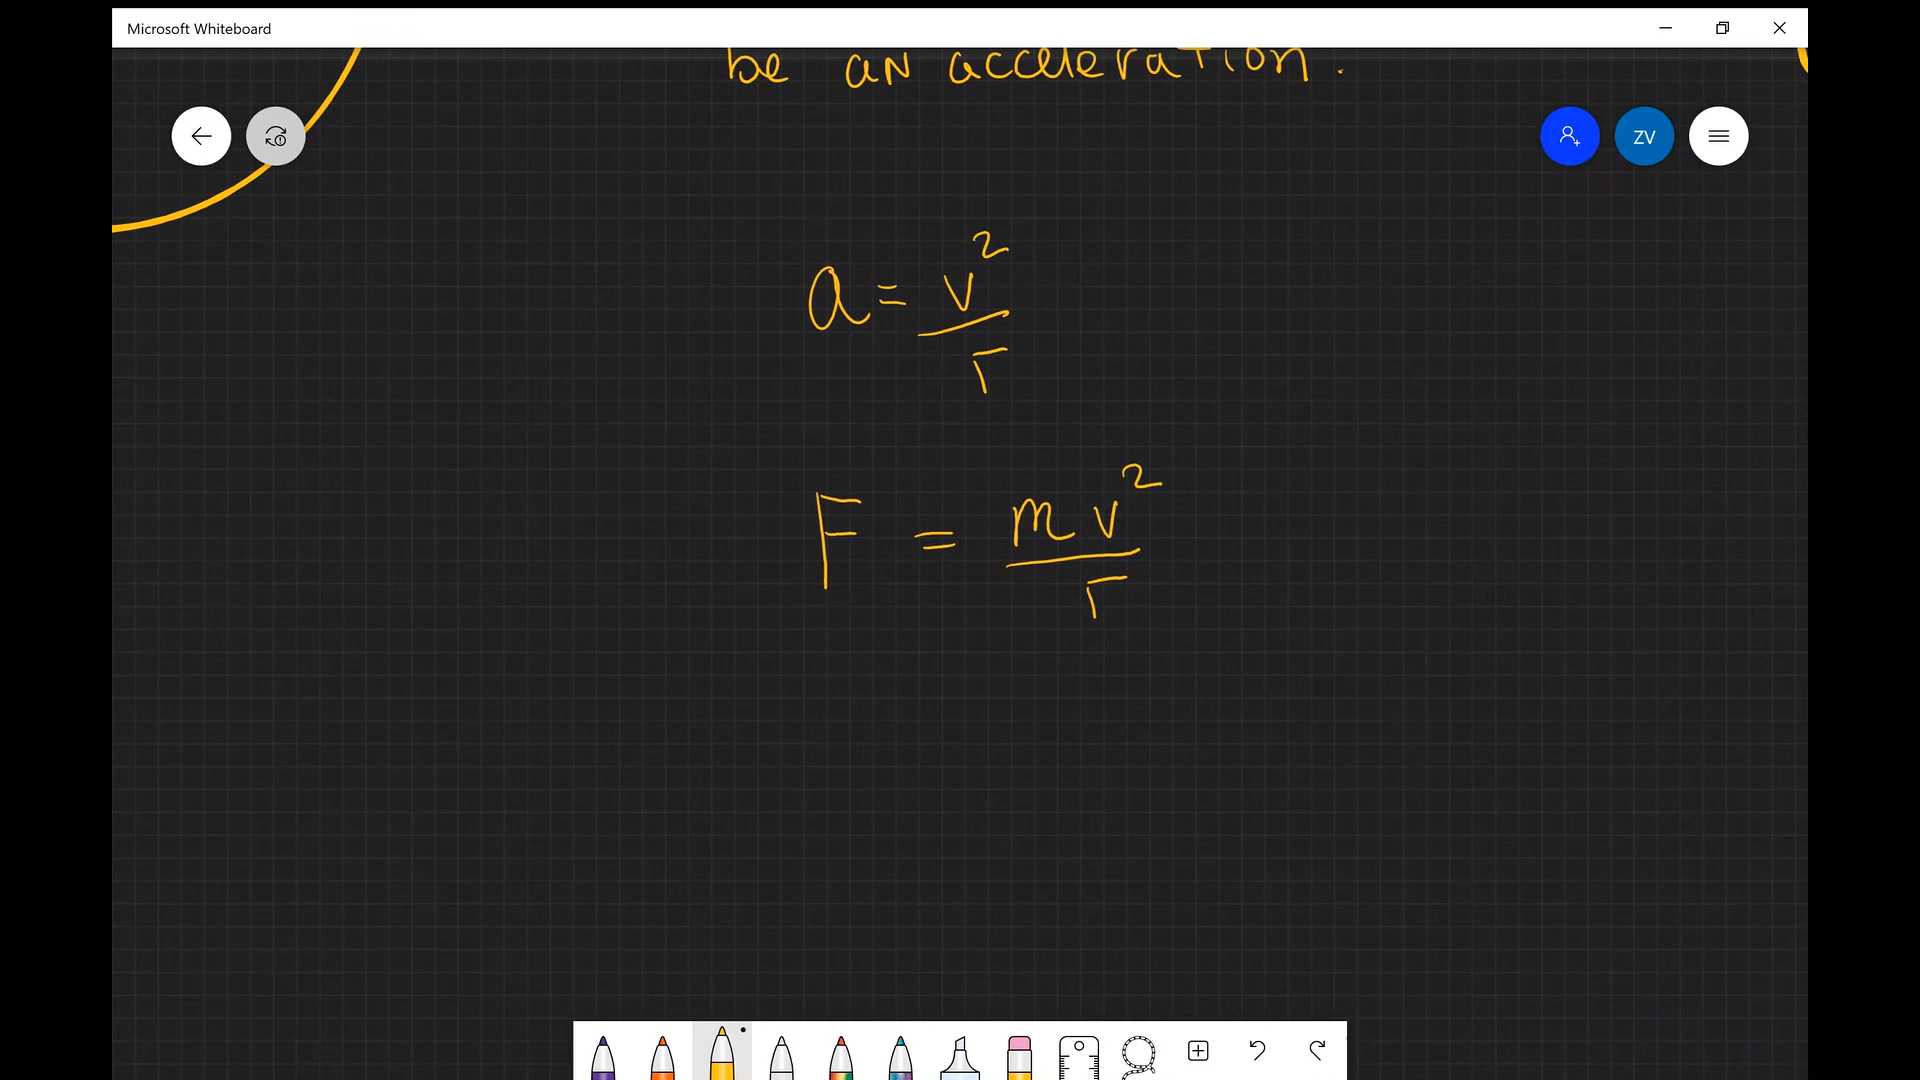 Microsoft Whiteboard
be an acceleration.
ZV
a = v²/r
F = mv²/r